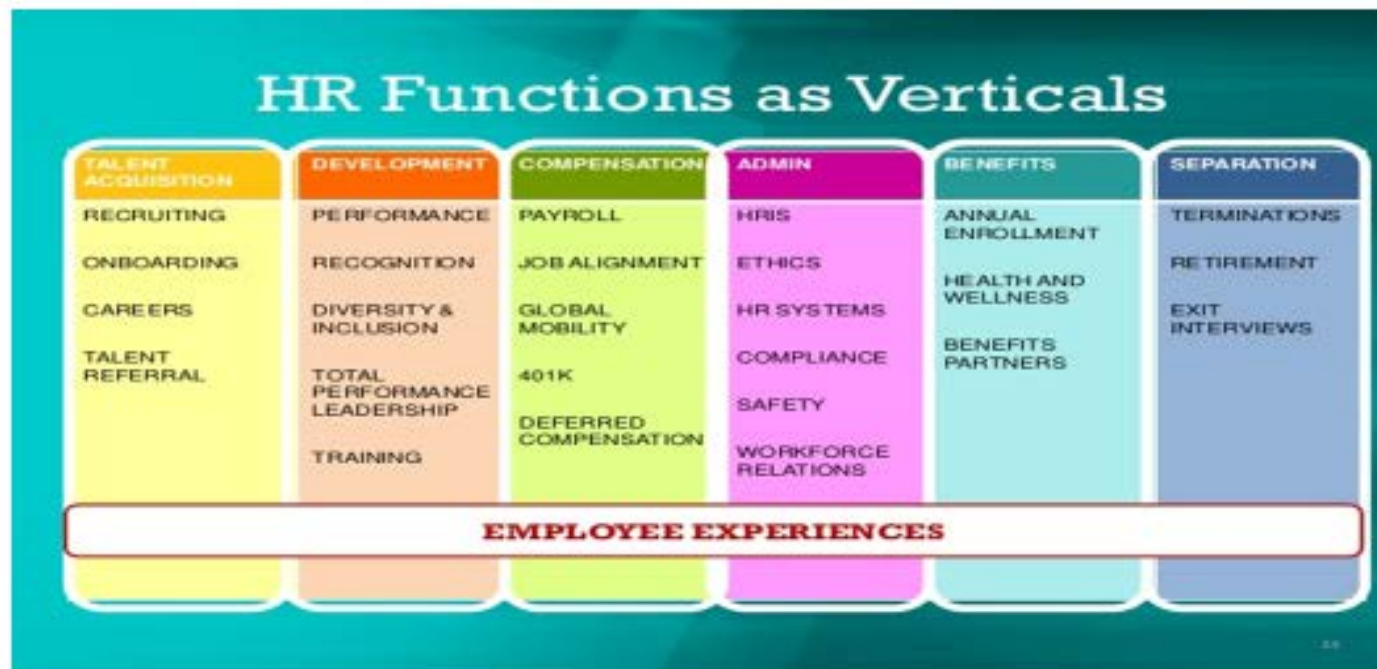 HR Functions as Verticals
TALENT
ACQUISITION
RECRUITING
ONBOARDING
CAREERS
TALENT
REFERRAL
DEVELOPMENT
PERFORMANCE
RECOGNITION
DIVERSITY &
INCLUSION
TOTAL
PERFORMANCE
LEADERSHIP
TRAINING
COMPENSATION
PAYROLL
JOB ALIGNMENT
GLOBAL
MOBILITY
401K
DEFERRED
COMPENSATION
ADMIN
HRIS
ETHICS
HR SYSTEMS
COMPLIANCE
SAFETY
WORKFORCE
RELATIONS
BENEFITS
ANNUAL
ENROLLMENT
HEALTH AND
WELLNESS
BENEFITS
PARTNERS
SEPARATION
TERMINATIONS
RETIREMENT
EXIT
INTERVIEWS
EMPLOYEE EXPERIENCES